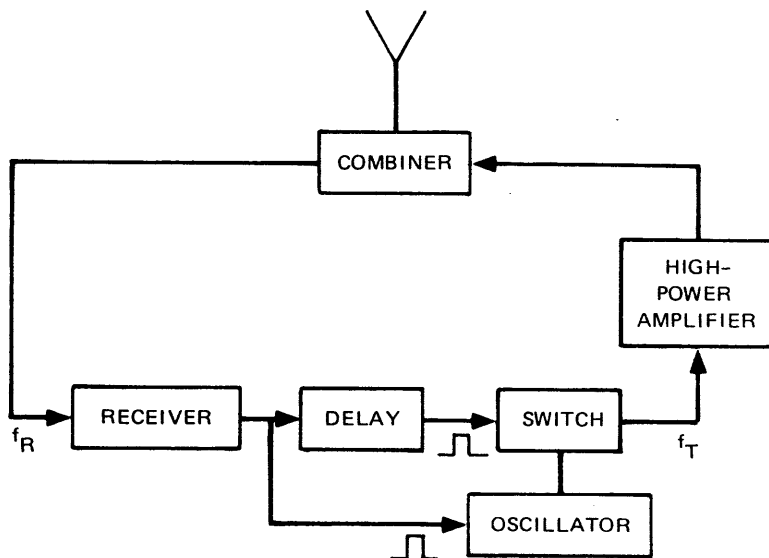 COMBINER
HIGH-
POWER
AMPLIFIER
RECEIVER
DELAY
SWITCH
f_R
f_T
OSCILLATOR